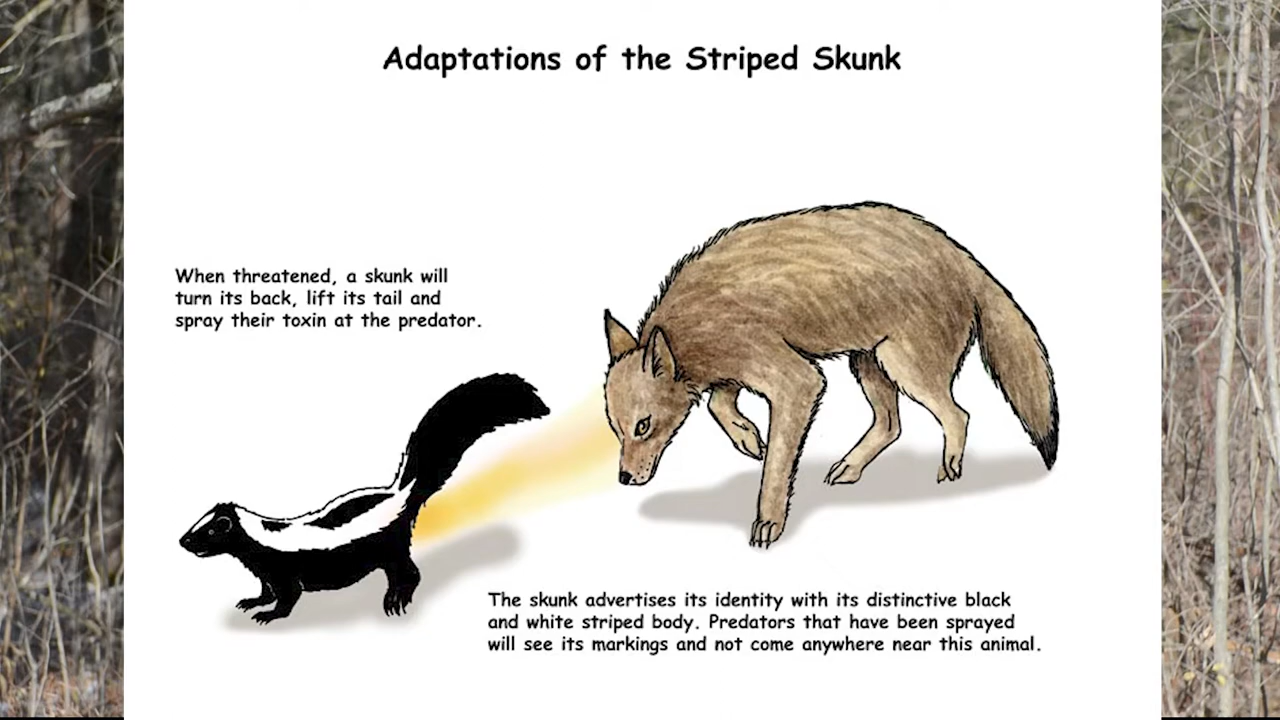 Adaptations of the Striped Skunk
When threatened, a skunk will
turn its back, lift its tail and
spray their toxin at the predator.
The skunk advertises its identity with its distinctive black
and white striped body. Predators that have been sprayed
will see its markings and not come anywhere near this animal.